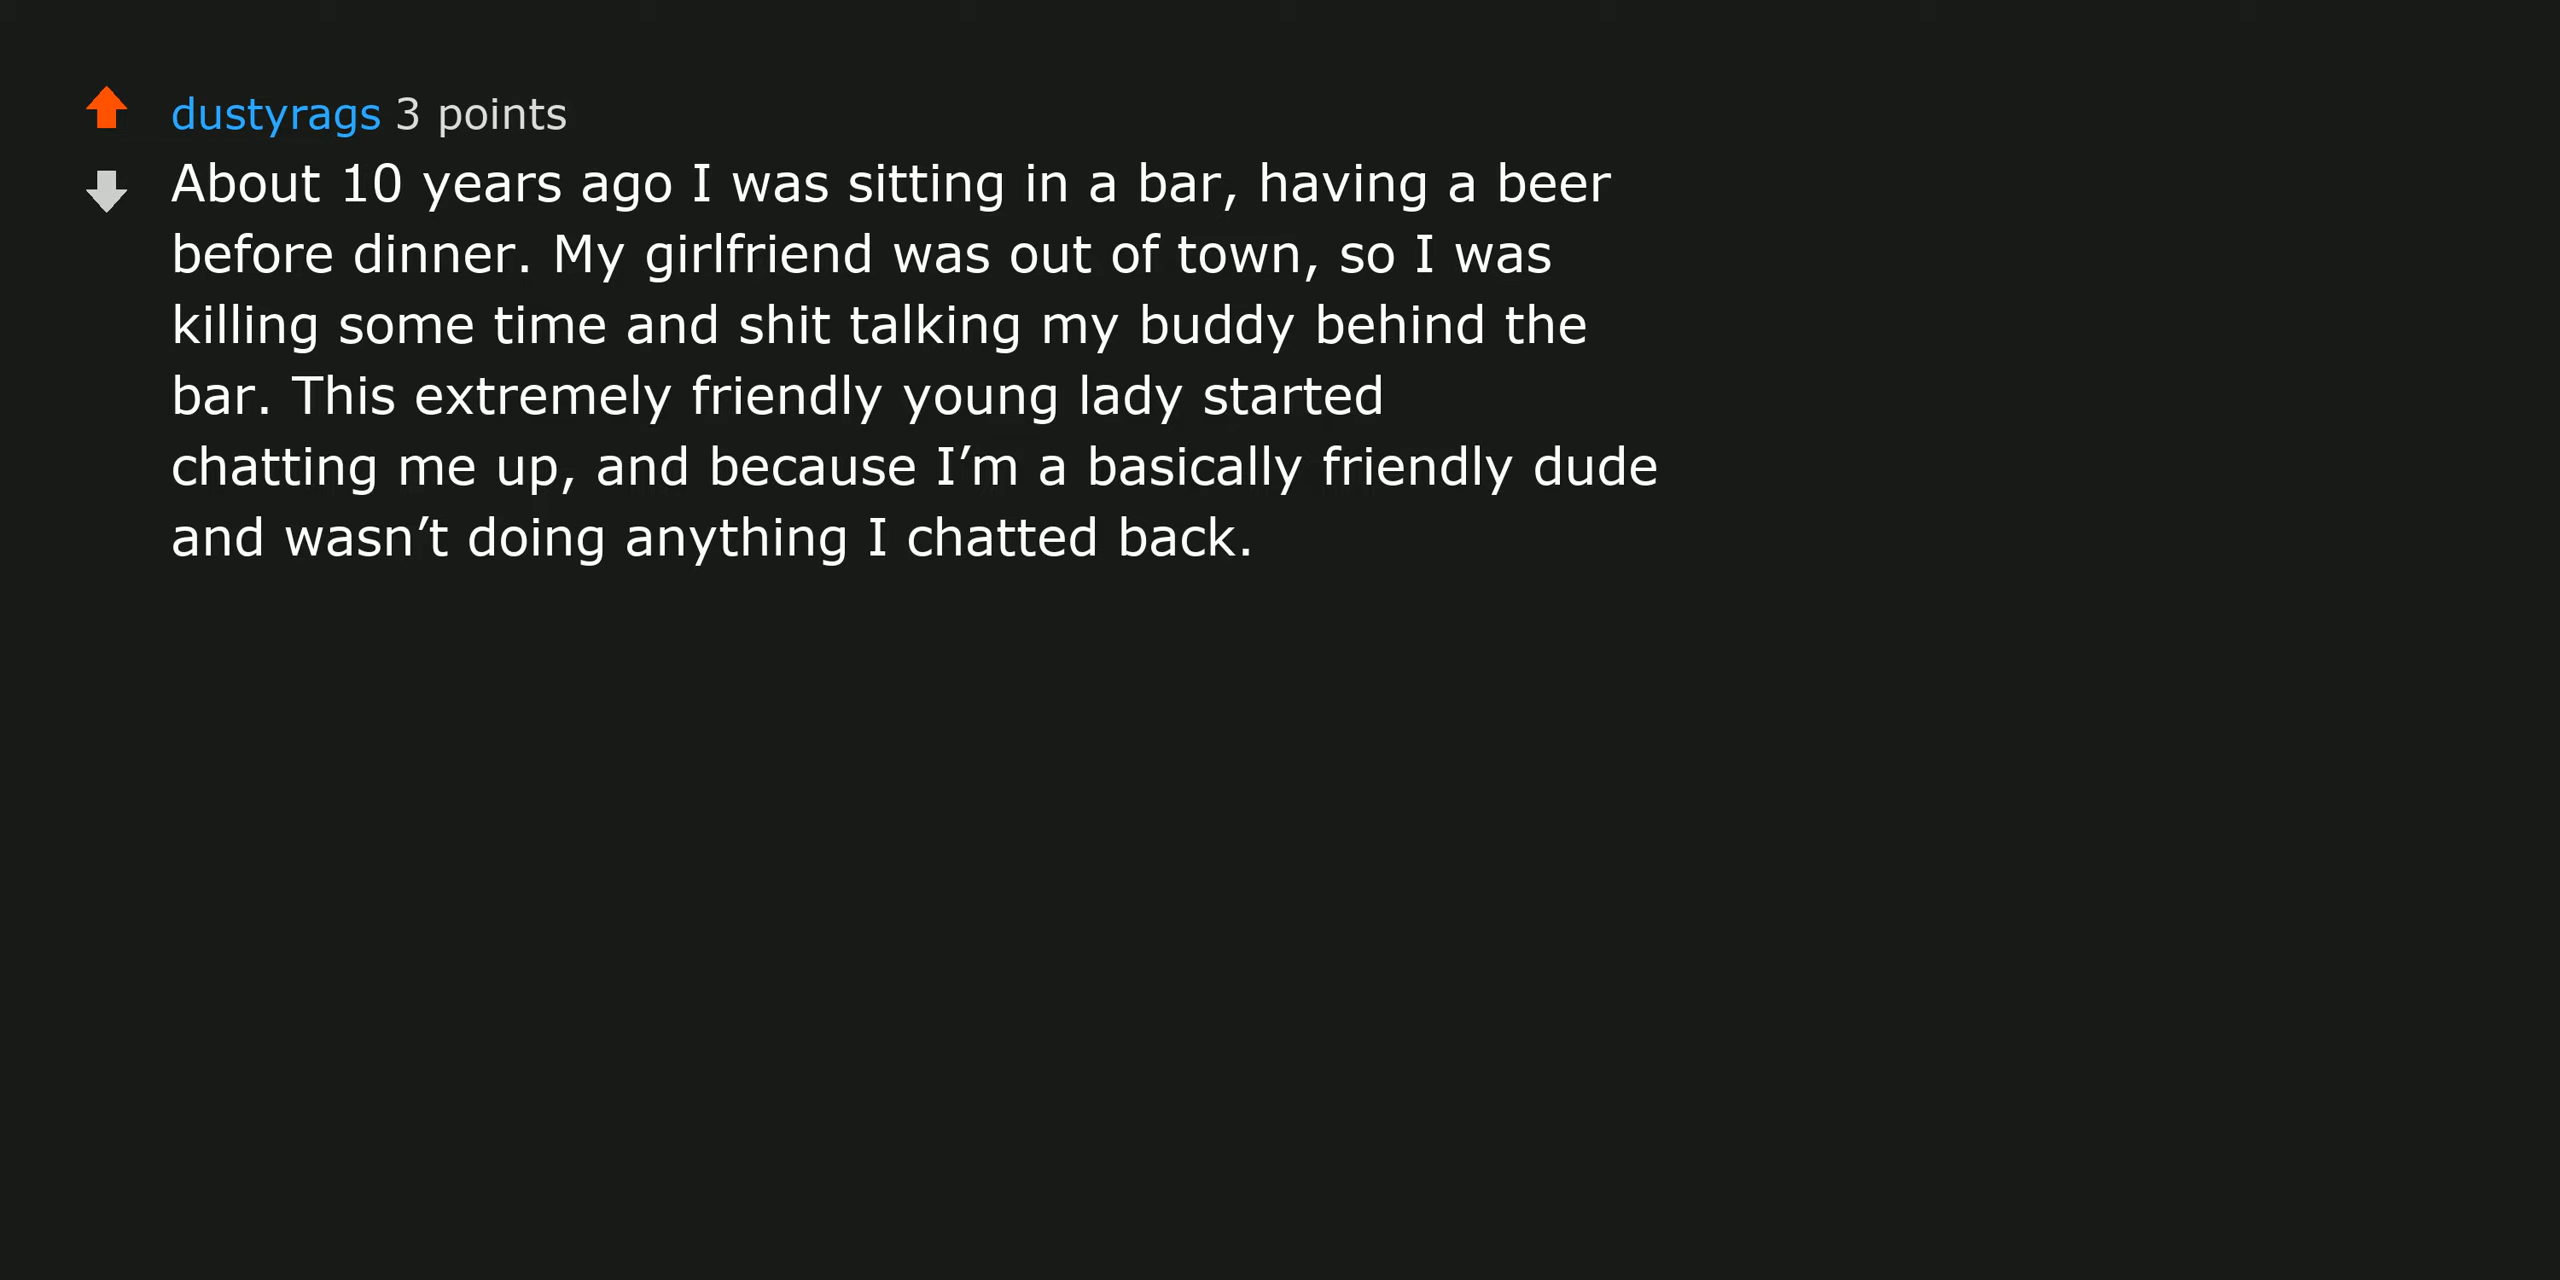 dustyrags 3 points
About 10 years ago I was sitting in a bar, having a beer
before dinner. My girlfriend was out of town, so I was
killing some time and shit talking my buddy behind the
bar. This extremely friendly young lady started
chatting me up, and because I’m a basically friendly dude
and wasn’t doing anything I chatted back.